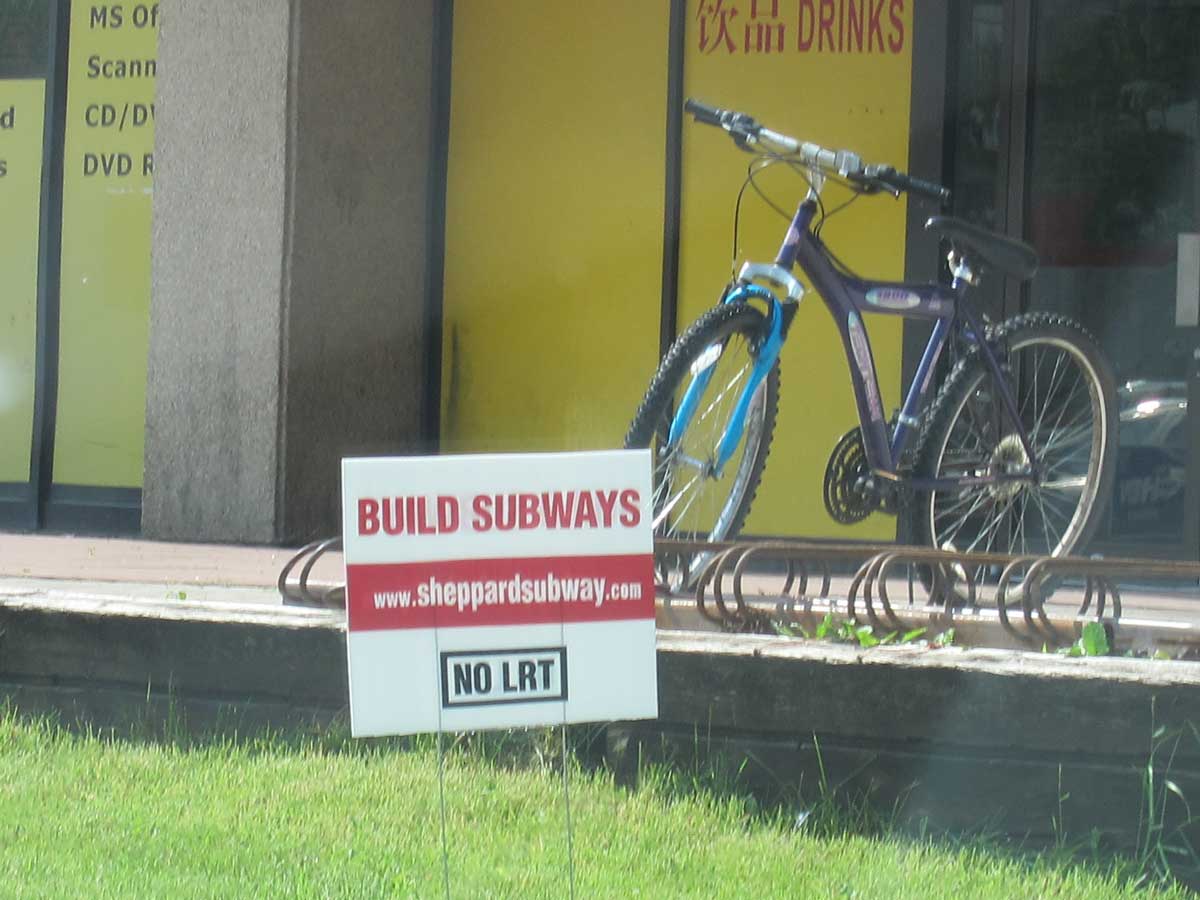 MS Of
Scann
CD/DV
DVD R
d
s
饮品 DRINKS
BUILD SUBWAYS
www.sheppardsubway.com
NO LRT